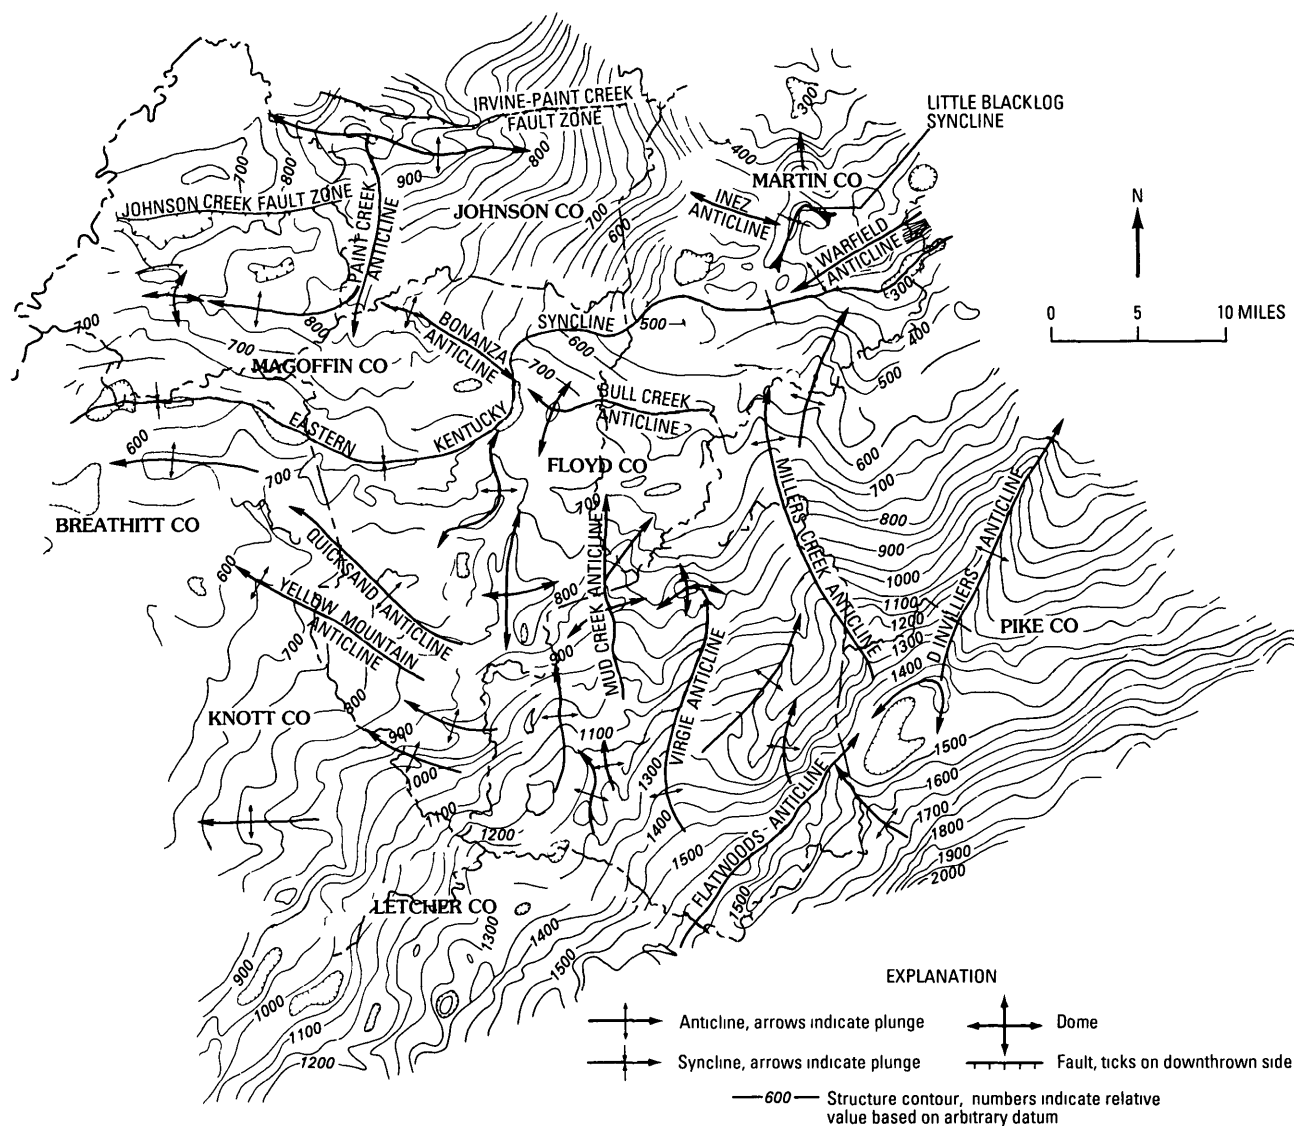 LITTLE BLACKLOG
SYNCLINE
IRVINE-PAINT CREEK
FAULT ZONE
300
400
800
700
800
900
MARTIN CO
N
JOHNSON CREEK FAULT ZONE
PAINT CREEK
ANTICLINE
JOHNSON CO
700
600
INEZ
ANTICLINE
WARFIELD
ANTICLINE
300
0 5 10 MILES
700
800
700
BONANZA
ANTICLINE
SYNCLINE
500
600
700
400
500
MAGOFFIN CO
BULL CREEK
ANTICLINE
EASTERN
KENTUCKY
600
700
FLOYD CO
600
700
800
900
1000
1100
1200
1300
1400
BREATHITT CO
700
MUD CREEK ANTICLINE
MILLERS CREEK ANTICLINE
D INVILLIERS ANTICLINE
PIKE CO
QUICKSAND ANTICLINE
600
YELLOW MOUNTAIN
ANTICLINE
700
800
900
VIRGIE ANTICLINE
KNOTT CO
800
900
1000
1100
1200
1100
1300
1400
1500
FLATWOODS ANTICLINE
1500
1500
1600
1700
1800
1900
2000
LETCHER CO
1300
1400
1500
900
1000
1100
1200
EXPLANATION
Anticline, arrows indicate plunge
Dome
Syncline, arrows indicate plunge
Fault, ticks on downthrown side
600
Structure contour, numbers indicate relative
value based on arbitrary datum